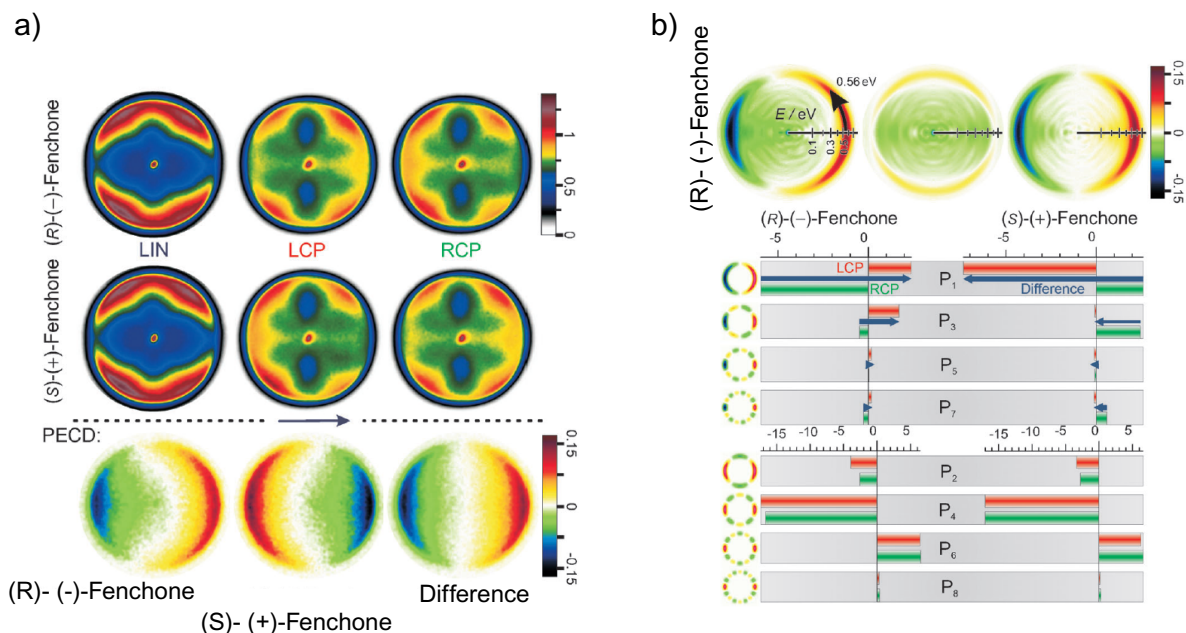 a)
(R)-(−)-Fenchone
1
0.5
0
LIN
LCP
RCP
(S)-(+)-Fenchone
PECD:
0.15
0
-0.15
(R)- (-)-Fenchone
(S)- (+)-Fenchone
Difference
b)
(R)- (-)-Fenchone
0.56 eV
E / eV
0.1
0.3
0.5
0.15
0
-0.15
(R)-(−)-Fenchone
(S)-(+)-Fenchone
-5
0
-5
0
LCP
RCP
P1
Difference
P3
P5
P7
-15
-10
-5
0
5
-15
-10
-5
0
5
P2
P4
P6
P8